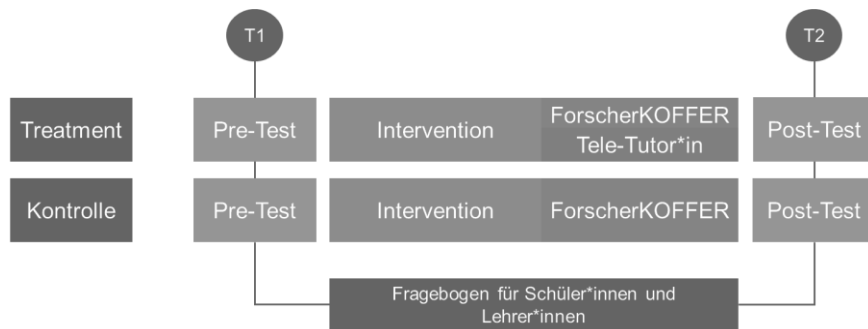 T1
T2
Treatment
Pre-Test
Intervention
ForscherKOFFER
Tele-Tutor*in
Post-Test
Kontrolle
Pre-Test
Intervention
ForscherKOFFER
Post-Test
Fragebogen für Schüler*innen und
Lehrer*innen